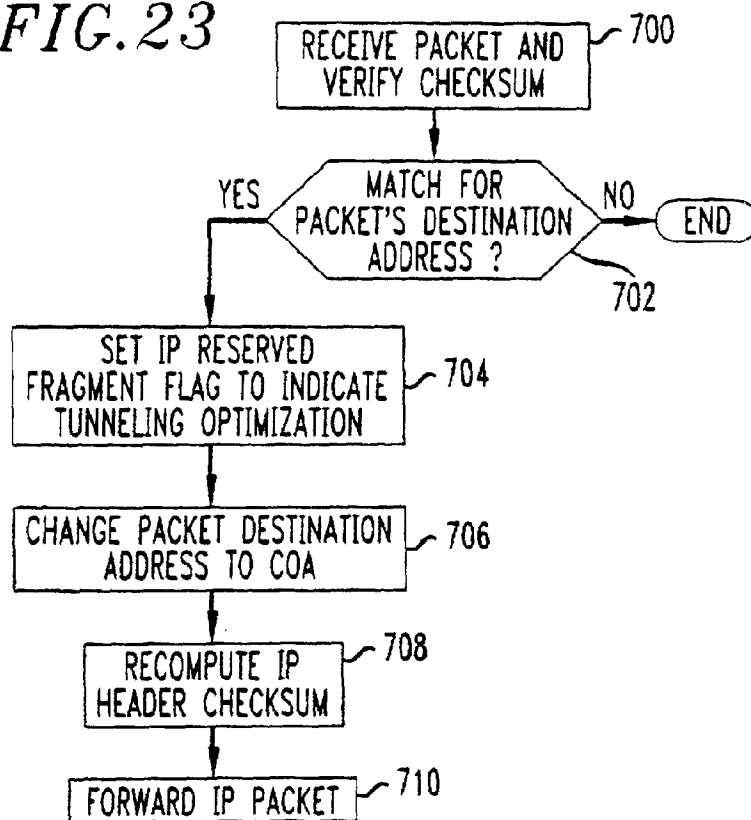 FIG.23
RECEIVE PACKET AND
VERIFY CHECKSUM
700
MATCH FOR
PACKET'S DESTINATION
ADDRESS ?
YES
NO
END
702
SET IP RESERVED
FRAGMENT FLAG TO INDICATE
TUNNELING OPTIMIZATION
704
CHANGE PACKET DESTINATION
ADDRESS TO COA
706
RECOMPUTE IP
HEADER CHECKSUM
708
FORWARD IP PACKET
710